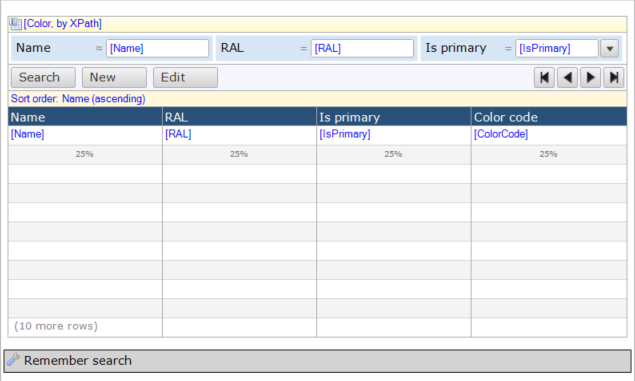 [Color, by XPath]
Name ≈ [Name] RAL = [RAL] Is primary = [IsPrimary]
Search New Edit
Sort order: Name (ascending)
Name RAL Is primary Color code
[Name] [RAL] [IsPrimary] [ColorCode]
25% 25% 25% 25%
(10 more rows)
Remember search